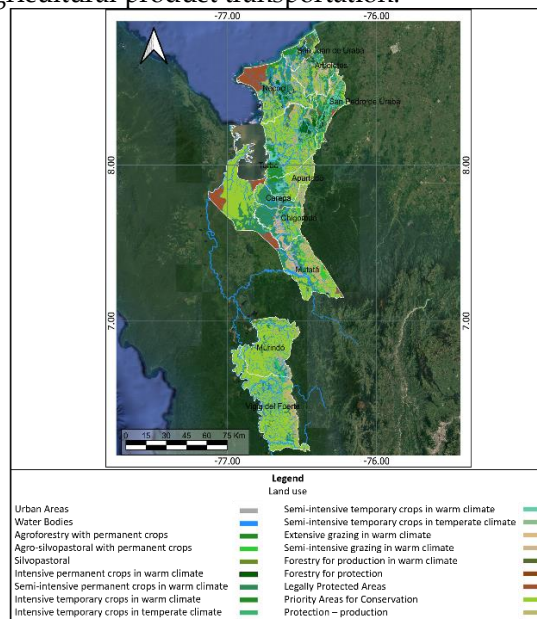 gricultural product transportation.
-77.00 -76.00
San Juan de Urabá
Arboletes
Necoclí
San Pedro de Urabá
8.00 8.00
Turbo
Apartadó
Carepa
Chigorodó
Mutatá
7.00 7.00
Murindó
Vigía del Fuerte
0 15 30 45 60 75 Km
-77.00 -76.00
Legend
Land use
Urban Areas
Water Bodies
Agroforestry with permanent crops
Agro-silvopastoral with permanent crops
Silvopastoral
Intensive permanent crops in warm climate
Semi-intensive permanent crops in warm climate
Intensive temporary crops in warm climate
Intensive temporary crops in temperate climate
Semi-intensive temporary crops in warm climate
Semi-intensive temporary crops in temperate climate
Extensive grazing in warm climate
Semi-intensive grazing in warm climate
Forestry for production in warm climate
Forestry for protection
Legally Protected Areas
Priority Areas for Conservation
Protection – production